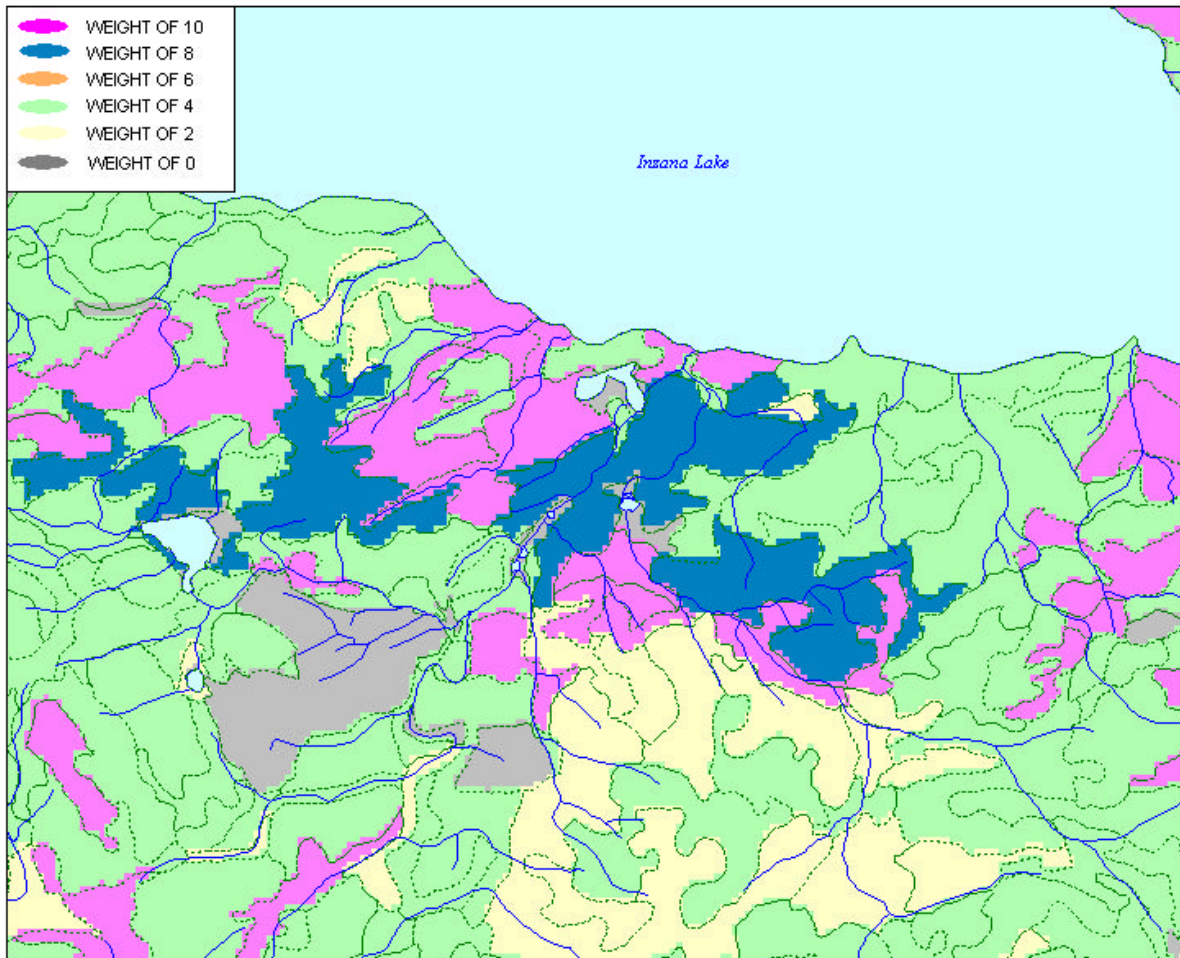 WEIGHT OF 10
WEIGHT OF 8
WEIGHT OF 6
WEIGHT OF 4
WEIGHT OF 2
WEIGHT OF 0
Inzana Lake